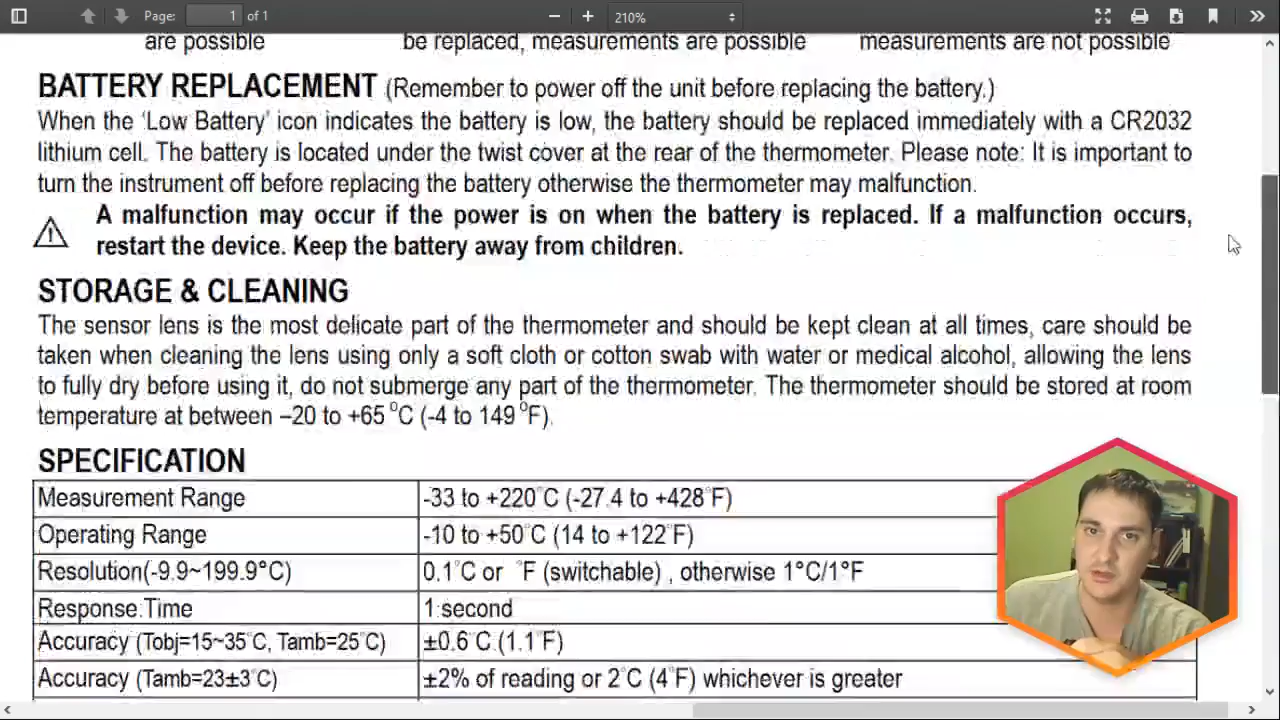 Page: 1 of 1 210%
are possible be replaced, measurements are possible measurements are not possible
BATTERY REPLACEMENT (Remember to power off the unit before replacing the battery.)
When the ‘Low Battery’ icon indicates the battery is low, the battery should be replaced immediately with a CR2032
lithium cell. The battery is located under the twist cover at the rear of the thermometer. Please note: It is important to
turn the instrument off before replacing the battery otherwise the thermometer may malfunction.
A malfunction may occur if the power is on when the battery is replaced. If a malfunction occurs,
restart the device. Keep the battery away from children.
STORAGE & CLEANING
The sensor lens is the most delicate part of the thermometer and should be kept clean at all times, care should be
taken when cleaning the lens using only a soft cloth or cotton swab with water or medical alcohol, allowing the lens
to fully dry before using it, do not submerge any part of the thermometer. The thermometer should be stored at room
temperature at between –20 to +65 °C (-4 to 149 °F).
SPECIFICATION
Measurement Range -33 to +220°C (-27.4 to +428°F)
Operating Range -10 to +50°C (14 to +122°F)
Resolution(-9.9~199.9°C) 0.1°C or °F (switchable) , otherwise 1°C/1°F
Response Time 1 second
Accuracy (Tobj=15~35°C, Tamb=25°C) ±0.6°C (1.1°F)
Accuracy (Tamb=23±3°C) ±2% of reading or 2°C (4°F) whichever is greater